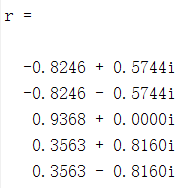 r =
-0.8246 + 0.5744i
-0.8246 - 0.5744i
0.9368 + 0.0000i
0.3563 + 0.8160i
0.3563 - 0.8160i